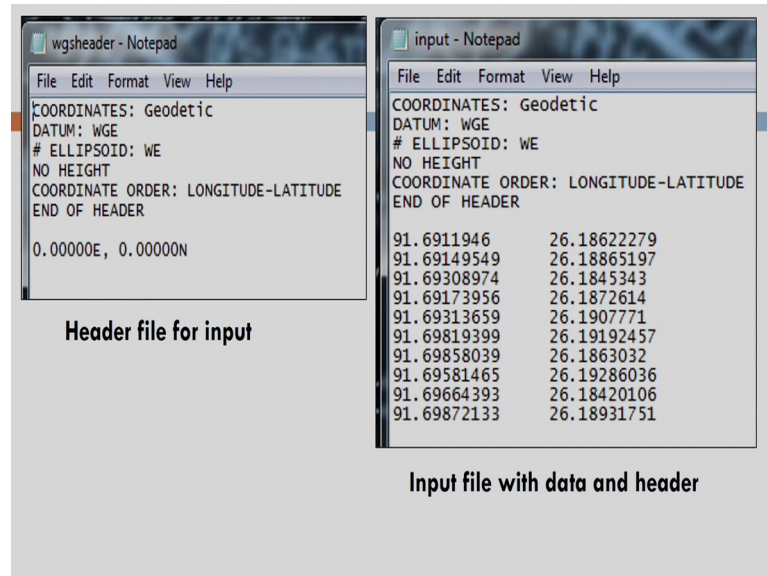 wgsheader - Notepad
File Edit Format View Help
COORDINATES: Geodetic
DATUM: WGE
# ELLIPSOID: WE
NO HEIGHT
COORDINATE ORDER: LONGITUDE-LATITUDE
END OF HEADER
0.00000E, 0.00000N
Header file for input
input - Notepad
File Edit Format View Help
COORDINATES: Geodetic
DATUM: WGE
# ELLIPSOID: WE
NO HEIGHT
COORDINATE ORDER: LONGITUDE-LATITUDE
END OF HEADER
91.6911946 26.18622279
91.69149549 26.18865197
91.69308974 26.1845343
91.69173956 26.1872614
91.69313659 26.1907771
91.69819399 26.19192457
91.69858039 26.1863032
91.69581465 26.19286036
91.69664393 26.18420106
91.69872133 26.18931751
Input file with data and header